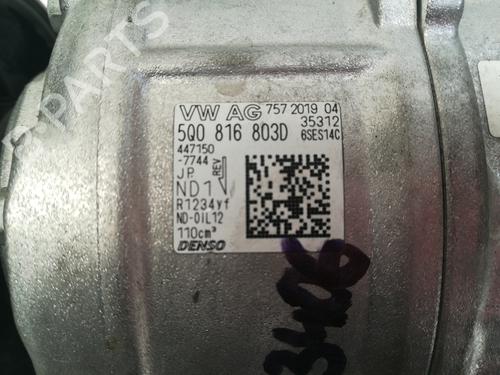 VW AG 757 2019 04
35312
5Q0 816 803D 6SES14C
447150
-7744
JP REV
ND1
R1234yf
ND-OIL12
110cm³
DENSO
3406